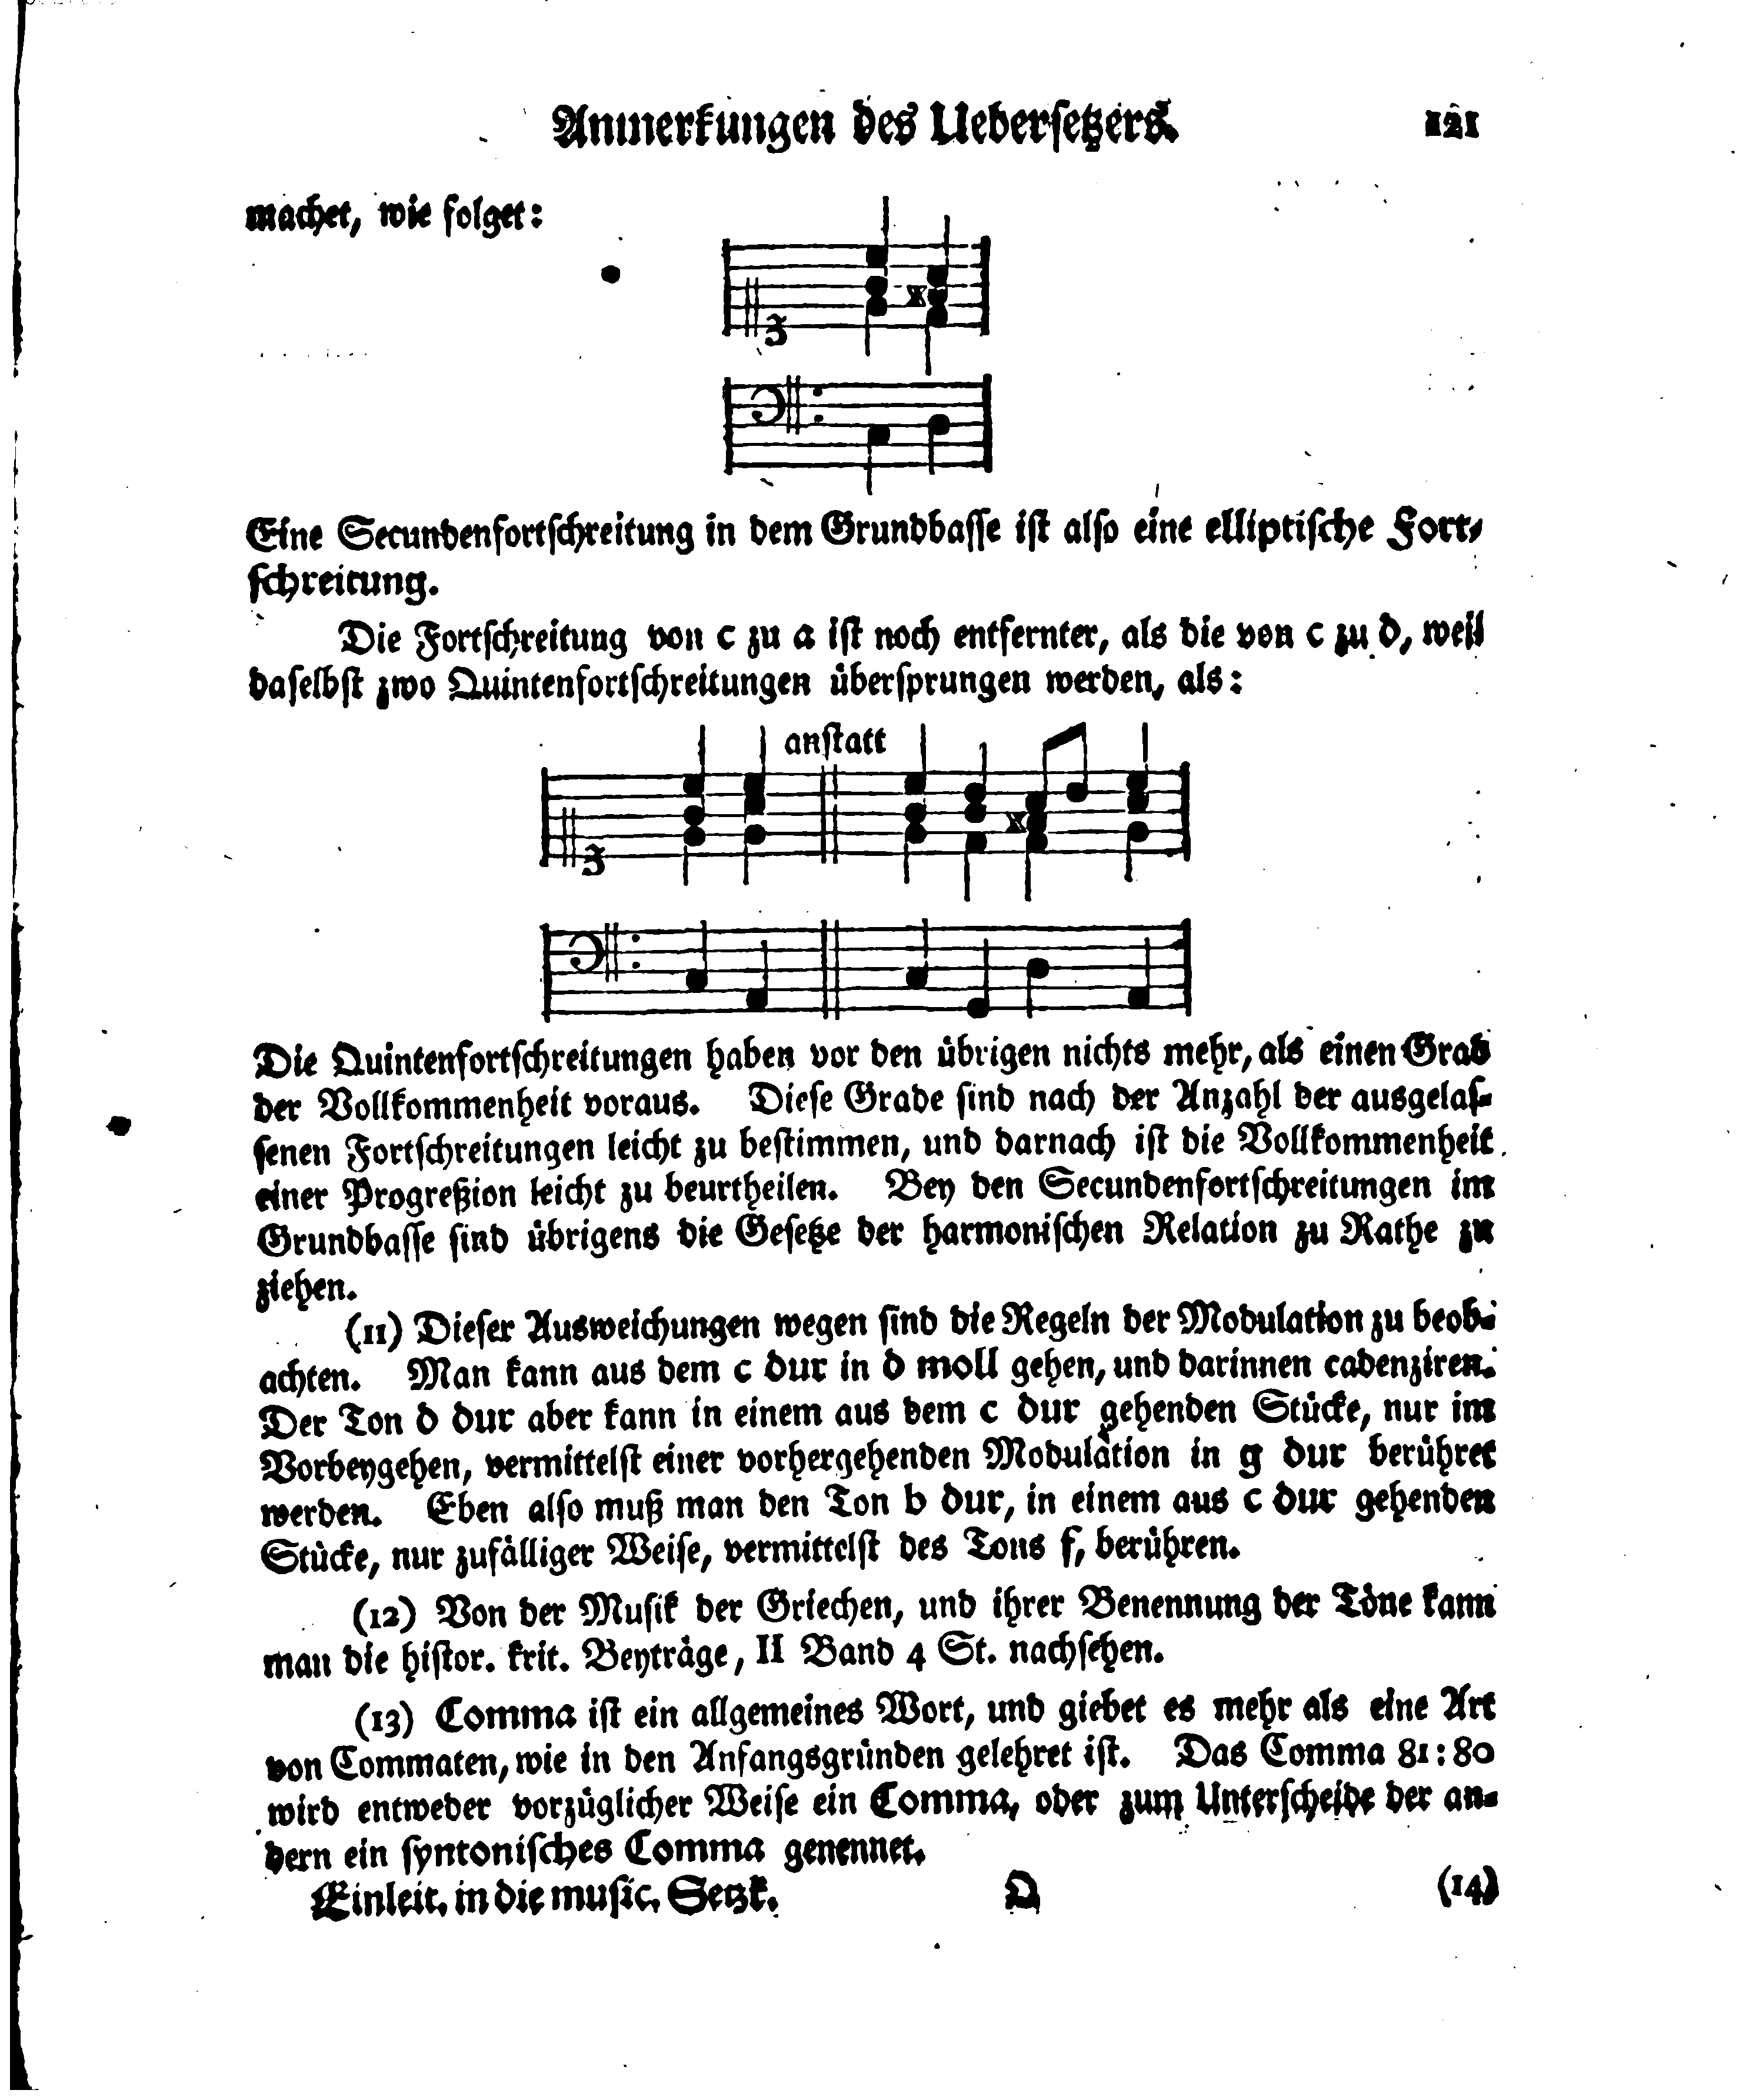 Anmerkungen des Uebersetzers. 121
machet, wie folget:
Eine Secundenfortschreitung in dem Grundbasse ist also eine elliptische Fort-
schreitung.
Die Fortschreitung von c zu a ist noch entfernter, als die von c zu d, weil
daselbst zwo Quintenfortschreitungen übersprungen werden, als:
anstatt
Die Quintenfortschreitungen haben vor den übrigen nichts mehr, als einen Grad
der Vollkommenheit voraus. Diese Grade sind nach der Anzahl der ausgelas-
senen Fortschreitungen leicht zu bestimmen, und darnach ist die Vollkommenheit
einer Progreßion leicht zu beurtheilen. Bey den Secundenfortschreitungen im
Grundbasse sind übrigens die Gesetze der harmonischen Relation zu Rathe zu
ziehen.
(11) Dieser Ausweichungen wegen sind die Regeln der Modulation zu beob-
achten. Man kann aus dem c dur in d moll gehen, und darinnen cadenziren.
Der Ton d dur aber kann in einem aus dem c dur gehenden Stücke, nur im
Vorbeygehen, vermittelst einer vorhergehenden Modulation in g dur berühret
werden. Eben also muß man den Ton b dur, in einem aus c dur gehenden
Stücke, nur zufälliger Weise, vermittelst des Tons f, berühren.
(12) Von der Musik der Griechen, und ihrer Benennung der Töne kann
man die histor. krit. Beyträge, II Band 4 St. nachsehen.
(13) Comma ist ein allgemeines Wort, und giebet es mehr als eine Art
von Commaten, wie in den Anfangsgründen gelehret ist. Das Comma 81:80
wird entweder vorzüglicher Weise ein Comma, oder zum Unterscheide der an-
dern ein syntonisches Comma genennet.
Einleit. in die music. Setzk. Q (14)